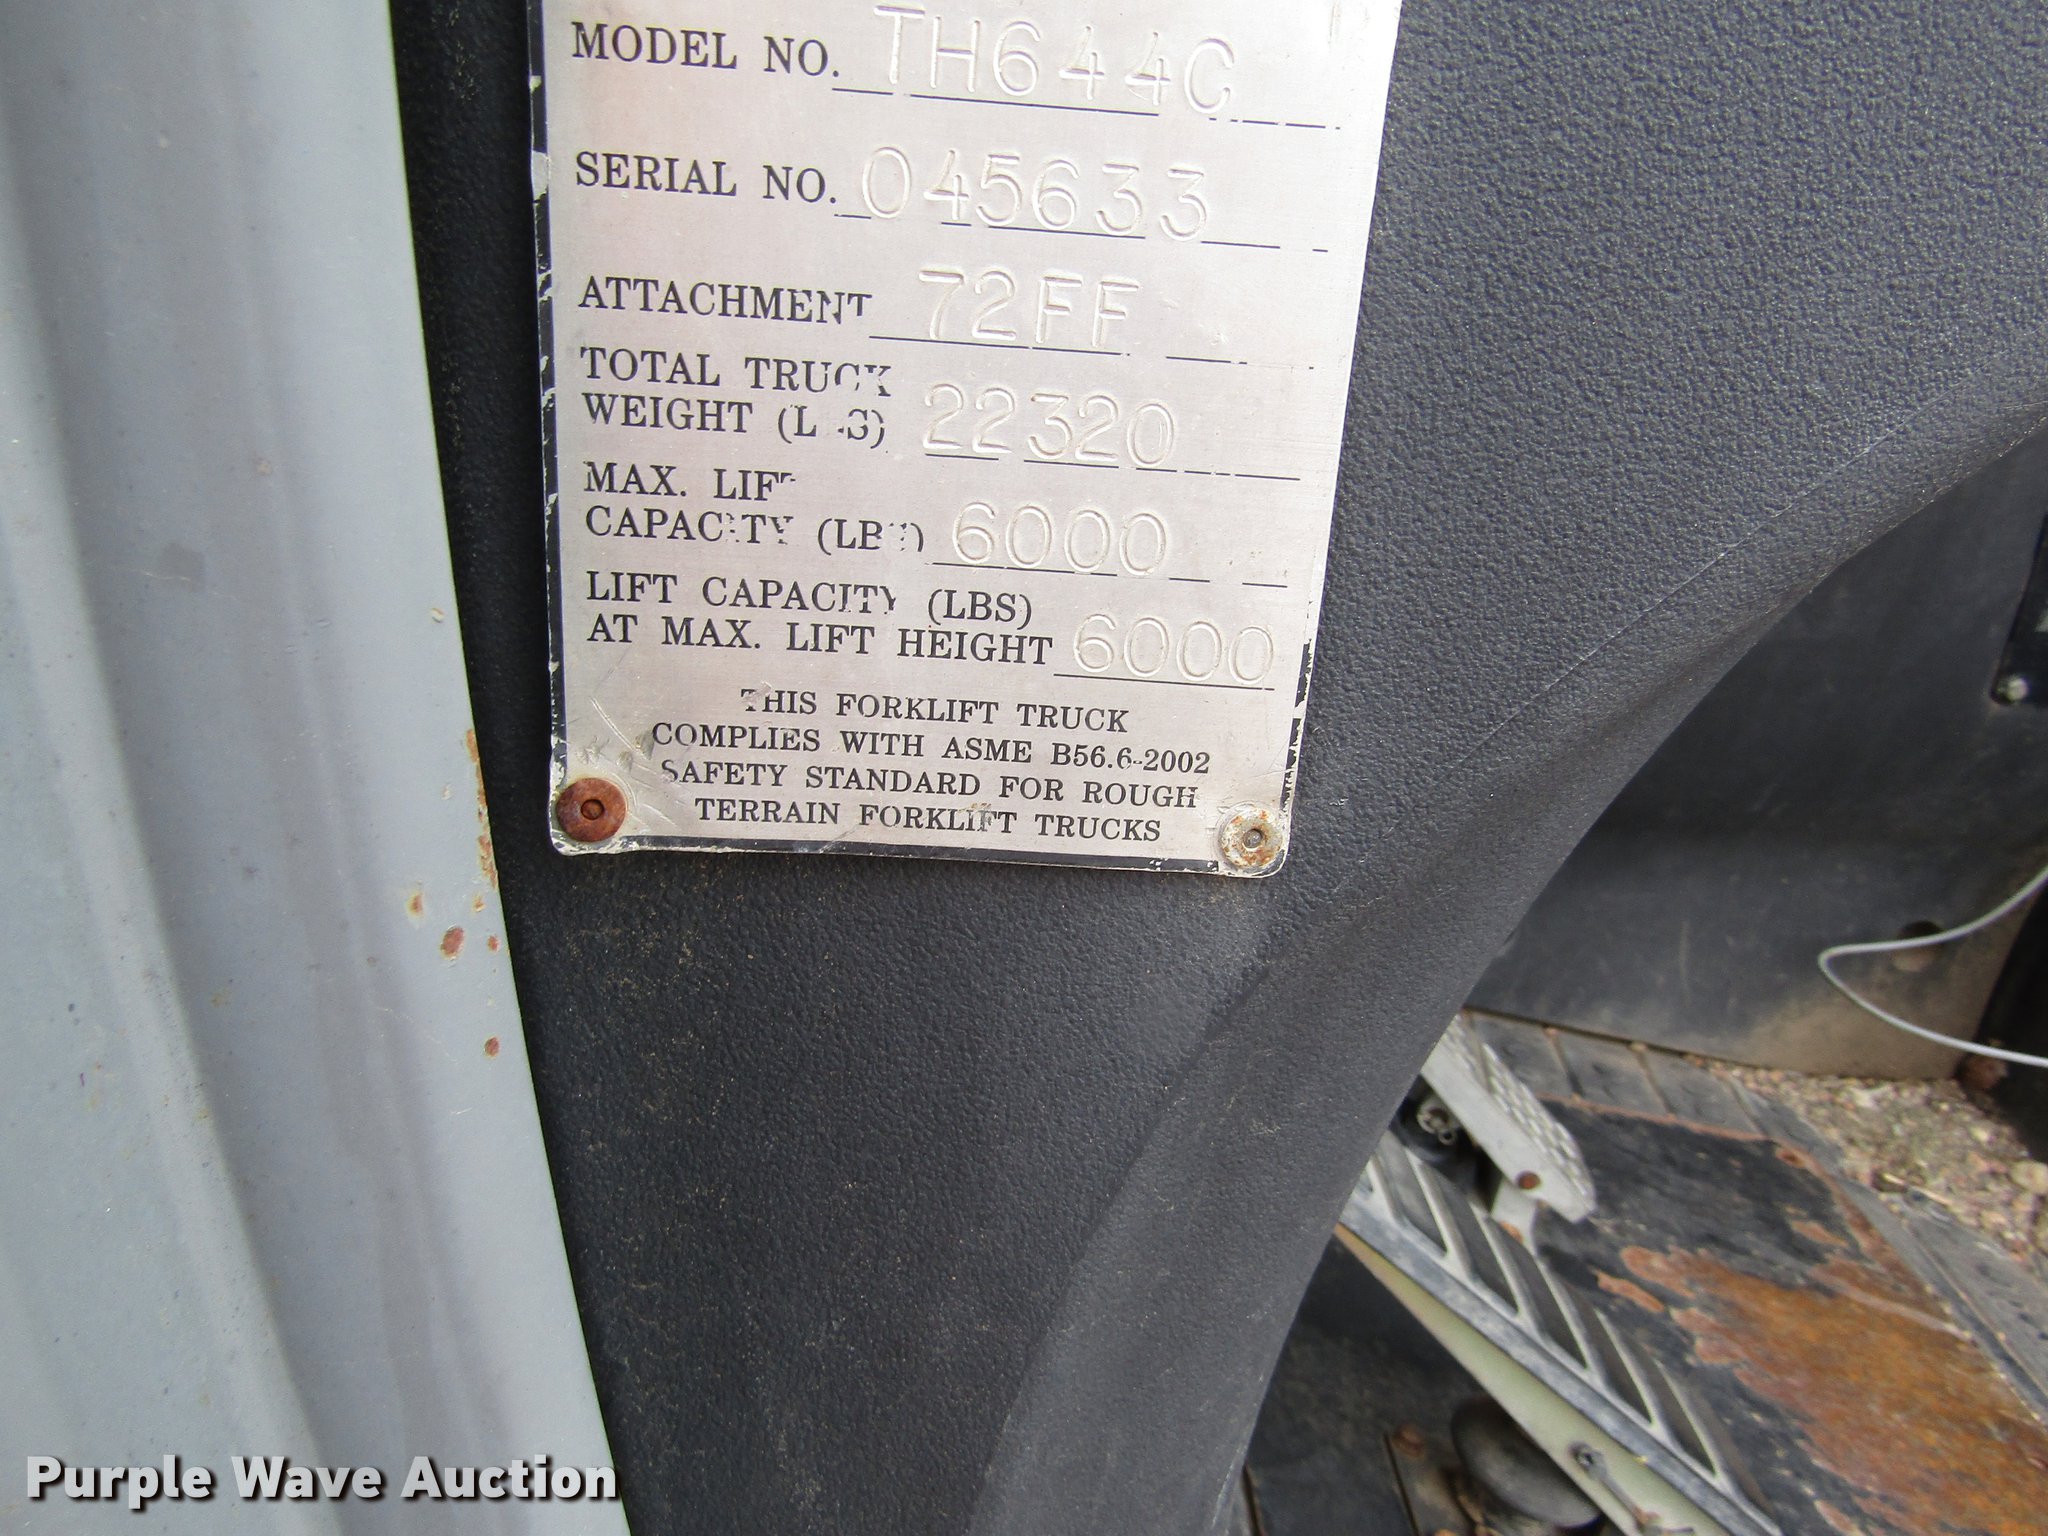 MODEL NO. TH644C
SERIAL NO. 045633
ATTACHMENT 72FF
TOTAL TRUCK
WEIGHT (LBS) 22320
MAX. LIFT
CAPACITY (LBS) 6000
LIFT CAPACITY (LBS)
AT MAX. LIFT HEIGHT 6000
THIS FORKLIFT TRUCK
COMPLIES WITH ASME B56.6-2002
SAFETY STANDARD FOR ROUGH
TERRAIN FORKLIFT TRUCKS
Purple Wave Auction